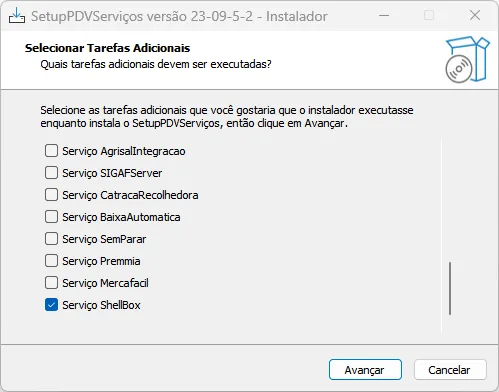 SetupPDVServiços versão 23-09-5-2 - Instalador
Selecionar Tarefas Adicionais
Quais tarefas adicionais devem ser executadas?
Selecione as tarefas adicionais que você gostaria que o instalador executasse
enquanto instala o SetupPDVServiços, então clique em Avançar.
Serviço AgrisalIntegracao
Serviço SIGAFServer
Serviço CatracaRecolhedora
Serviço BaixaAutomatica
Serviço SemParar
Serviço Premmia
Serviço Mercafacil
Serviço ShellBox
Avançar
Cancelar